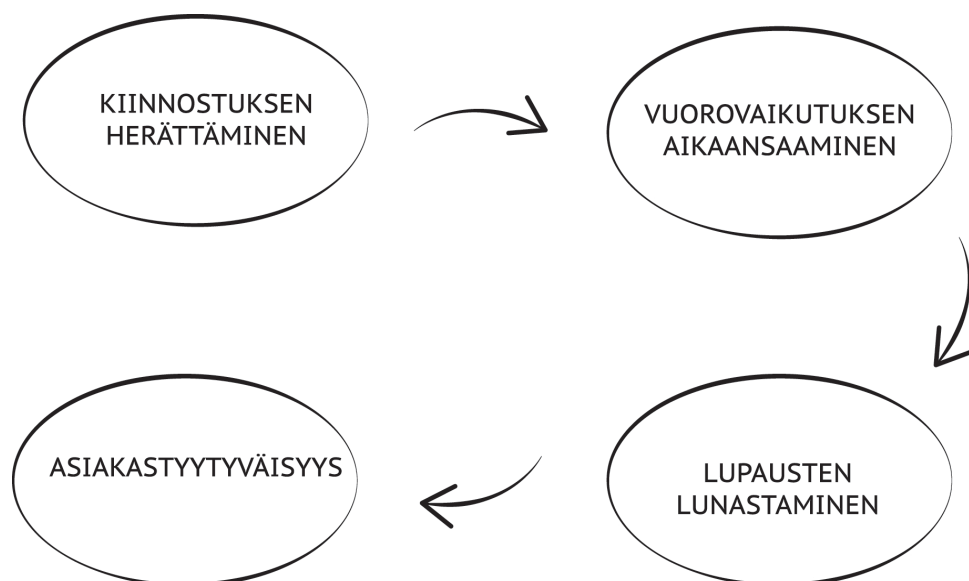 KIINNOSTUKSEN
HERÄTTÄMINEN
VUOROVAIKUTUKSEN
AIKAANSAAMINEN
LUPAUSTEN
LUNASTAMINEN
ASIAKASTYYTYVÄISYYS